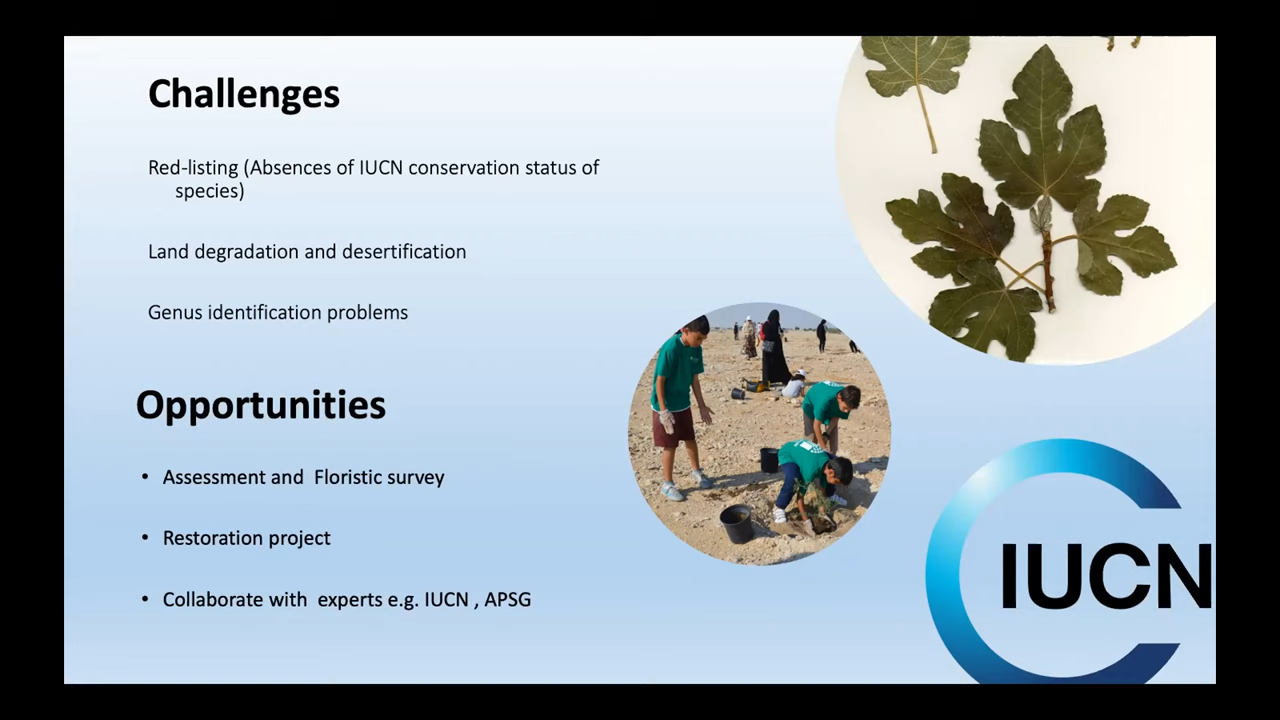 Challenges
Red-listing (Absences of IUCN conservation status of
species)
Land degradation and desertification
Genus identification problems
Opportunities
• Assessment and  Floristic survey
• Restoration project
• Collaborate with  experts e.g. IUCN , APSG
IUCN